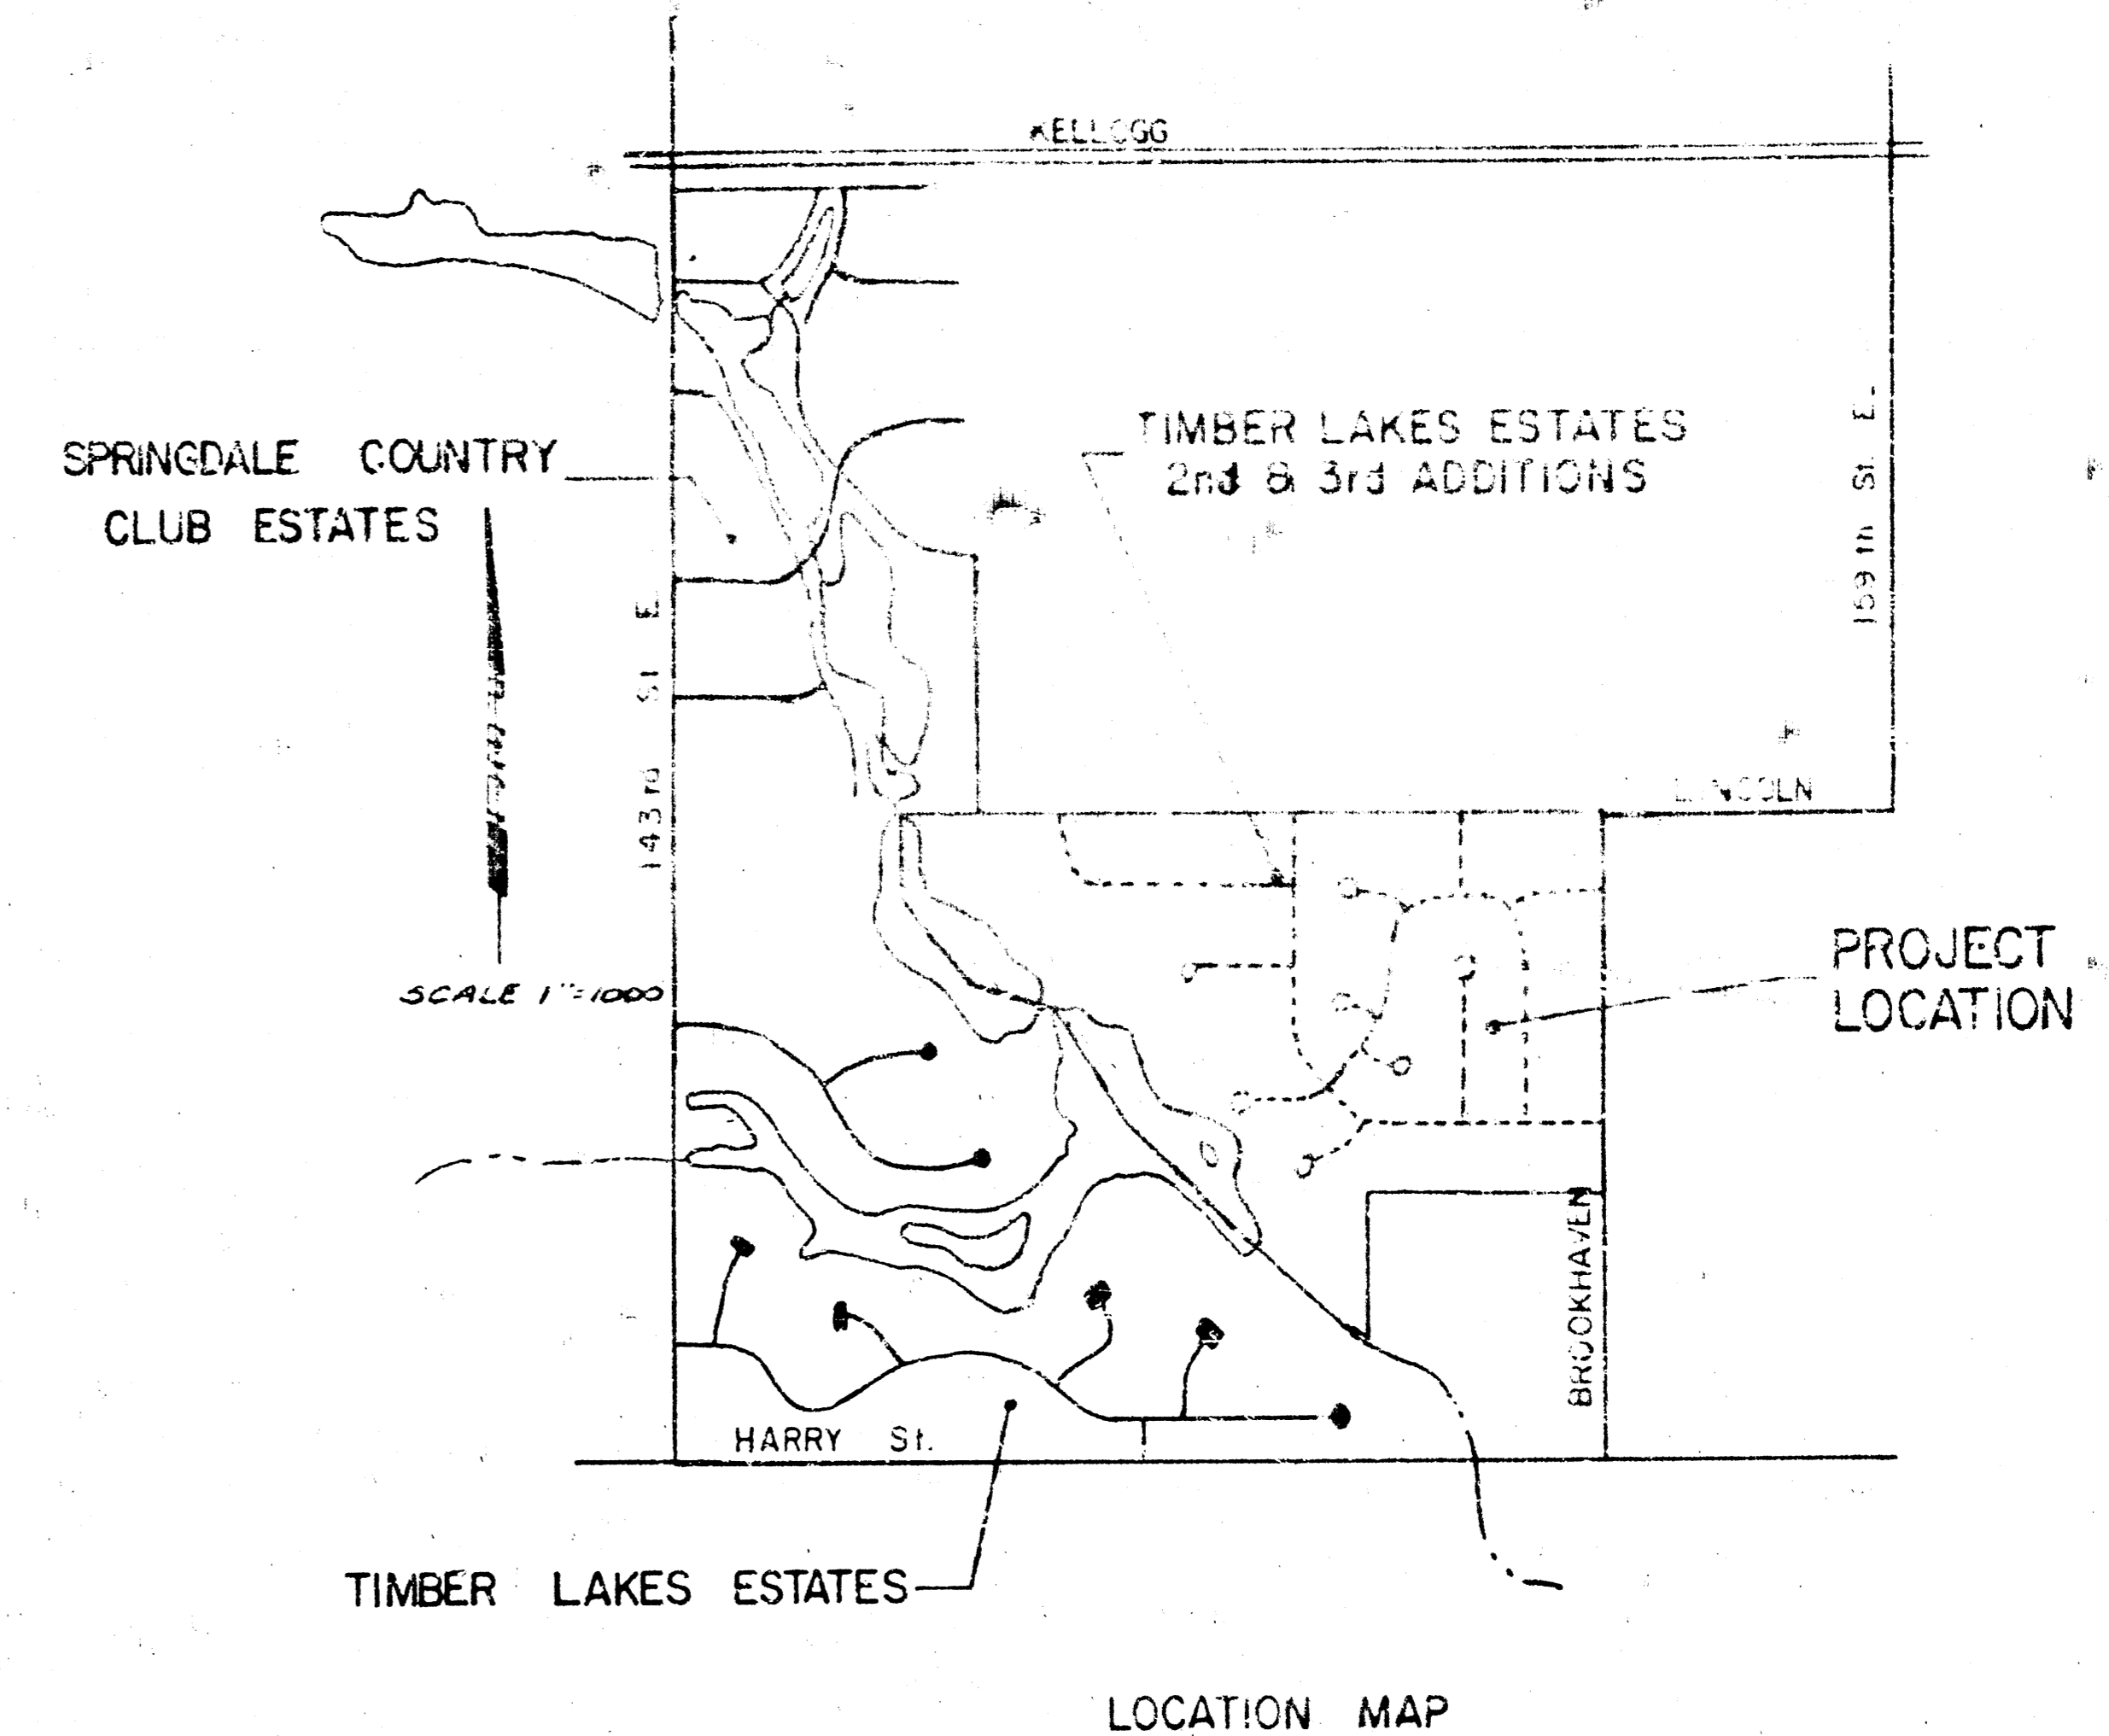 KELLOGG
TIMBER LAKES ESTATES
2nd & 3rd ADDITIONS
SPRINGDALE COUNTRY
CLUB ESTATES
159th St. E.
143rd St E.
LINCOLN
PROJECT
LOCATION
SCALE 1"=1000
BROOKHAVEN
HARRY St.
TIMBER LAKES ESTATES
LOCATION MAP